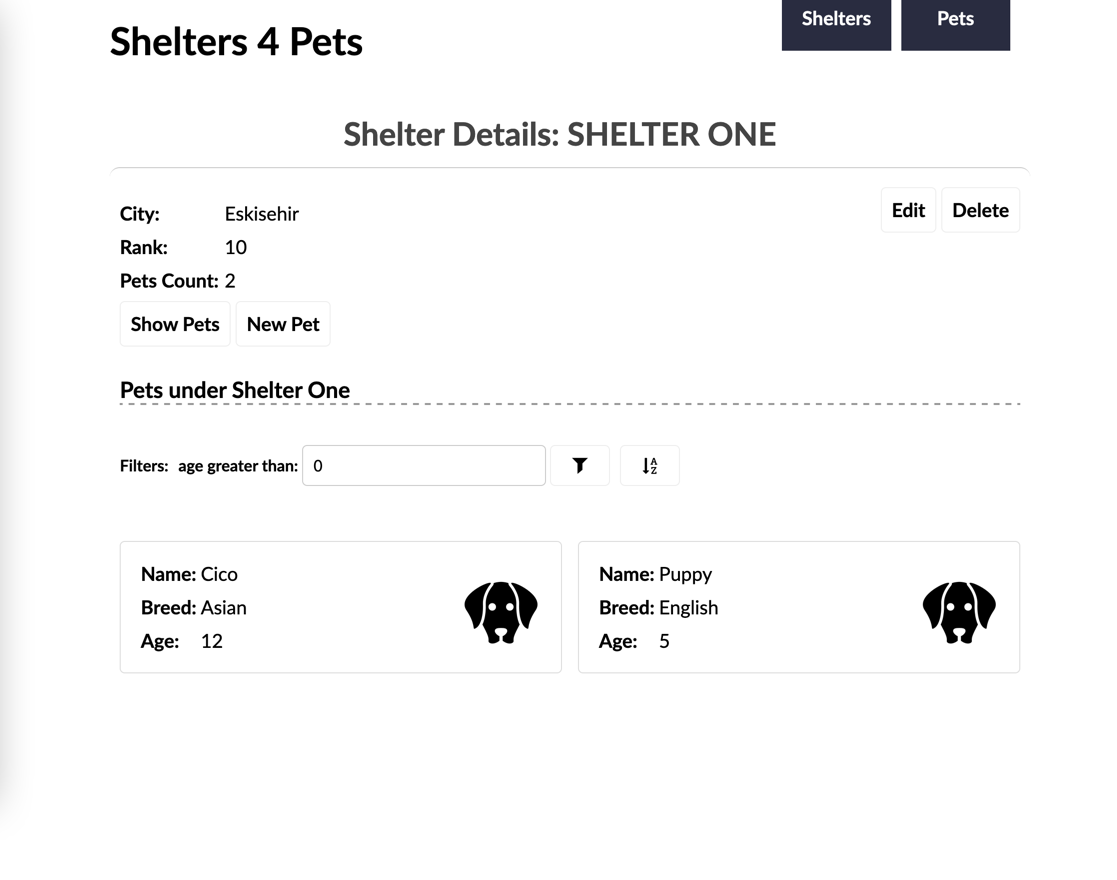 Shelters 4 Pets
Shelters
Pets
Shelter Details: SHELTER ONE
City: Eskisehir
Edit
Delete
Rank: 10
Pets Count: 2
Show Pets
New Pet
Pets under Shelter One
Filters: age greater than: 0
A
Z
Name: Cico
Breed: Asian
Age: 12
Name: Puppy
Breed: English
Age: 5